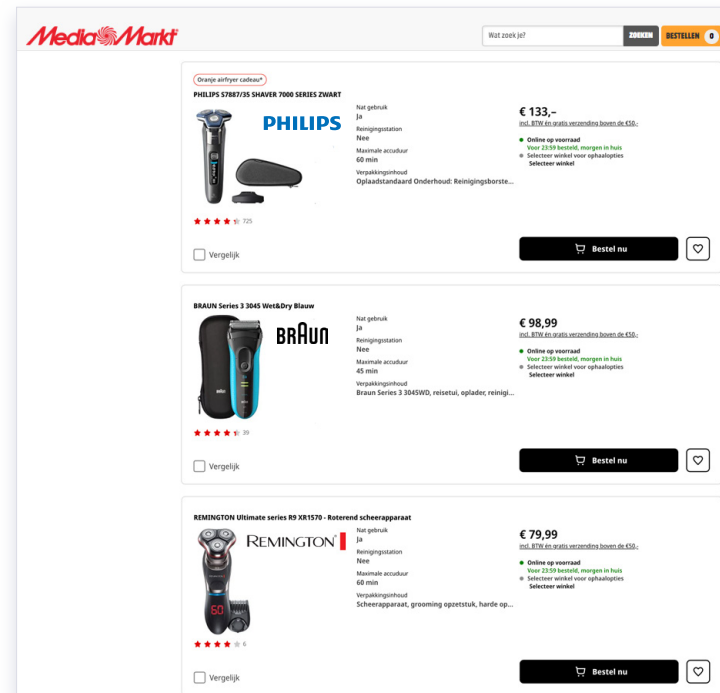 Media Markt
Wat zoek je?
ZOEKEN
BESTELLEN 0
Oranje airfryer cadeau*
PHILIPS S7887/35 SHAVER 7000 SERIES ZWART
PHILIPS
Nat gebruik
Ja
Reinigingsstation
Nee
Maximale accuduur
60 min
Verpakkingsinhoud
Oplaadstandaard Onderhoud: Reinigingsborste...
€ 133,–
incl. BTW én gratis verzending boven de €50,-
Online op voorraad
Voor 23:59 besteld, morgen in huis
Selecteer winkel voor ophaalopties
Selecteer winkel
725
Vergelijk
Bestel nu
BRAUN Series 3 3045 Wet&Dry Blauw
BRAUN
Nat gebruik
Ja
Reinigingsstation
Nee
Maximale accuduur
45 min
Verpakkingsinhoud
Braun Series 3 3045WD, reisetui, oplader, reinigi...
€ 98,99
incl. BTW én gratis verzending boven de €50,-
Online op voorraad
Voor 23:59 besteld, morgen in huis
Selecteer winkel voor ophaalopties
Selecteer winkel
39
Vergelijk
Bestel nu
REMINGTON Ultimate series R9 XR1570 - Roterend scheerapparaat
REMINGTON
60
Nat gebruik
Ja
Reinigingsstation
Nee
Maximale accuduur
60 min
Verpakkingsinhoud
Scheerapparaat, grooming opzetstuk, harde op...
€ 79,99
incl. BTW én gratis verzending boven de €50,-
Online op voorraad
Voor 23:59 besteld, morgen in huis
Selecteer winkel voor ophaalopties
Selecteer winkel
6
Vergelijk
Bestel nu